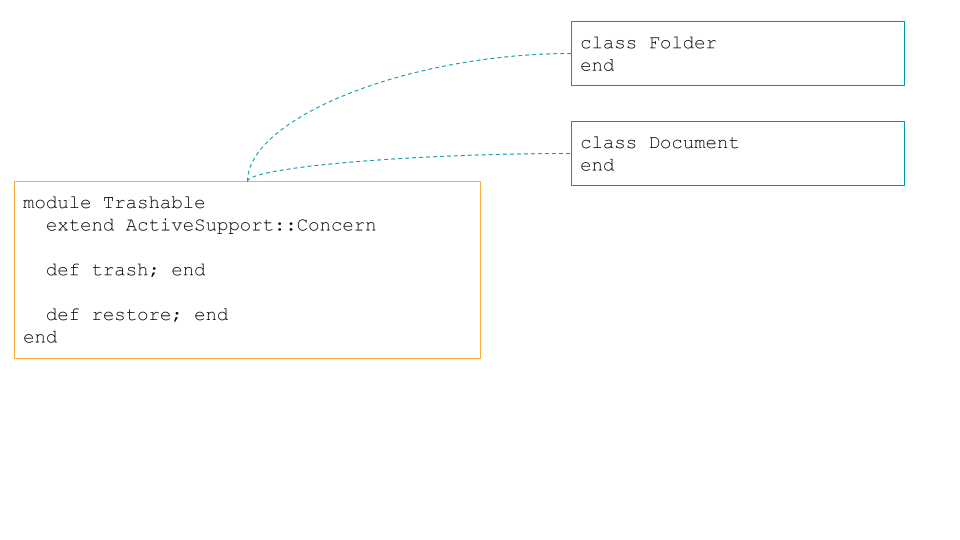 class Folder
end
class Document
end
module Trashable
  extend ActiveSupport::Concern
  def trash; end
  def restore; end
end